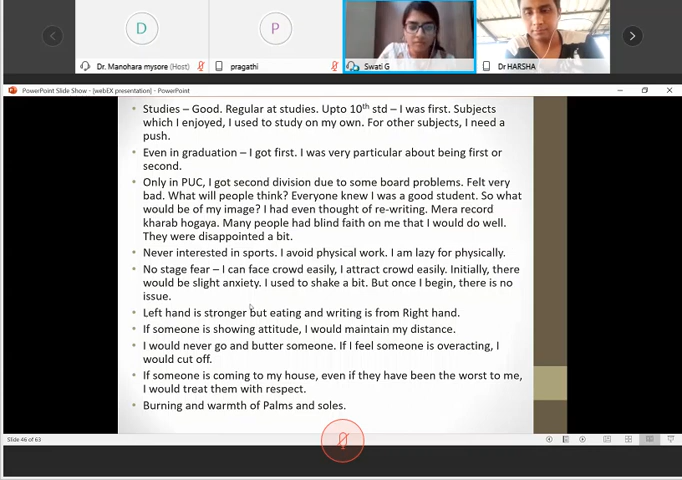 D
P
Dr. Manohara mysore (Host)
pragathi
Swati G
Dr HARSHA
PowerPoint Slide Show - [webEX presentation] - PowerPoint
• Studies – Good. Regular at studies. Upto 10th std – I was first. Subjects
which I enjoyed, I used to study on my own. For other subjects, I need a
push.
• Even in graduation – I got first. I was very particular about being first or
second.
• Only in PUC, I got second division due to some board problems. Felt very
bad. What will people think? Everyone knew I was a good student. So what
would be of my image? I had even thought of re-writing. Mera record
kharab hogaya. Many people had blind faith on me that I would do well.
They were disappointed a bit.
• Never interested in sports. I avoid physical work. I am lazy for physically.
• No stage fear – I can face crowd easily, I attract crowd easily. Initially, there
would be slight anxiety. I used to shake a bit. But once I begin, there is no
issue.
• Left hand is stronger but eating and writing is from Right hand.
• If someone is showing attitude, I would maintain my distance.
• I would never go and butter someone. If I feel someone is overacting, I
would cut off.
• If someone is coming to my house, even if they have been the worst to me,
I would treat them with respect.
• Burning and warmth of Palms and soles.
Slide 46 of 63